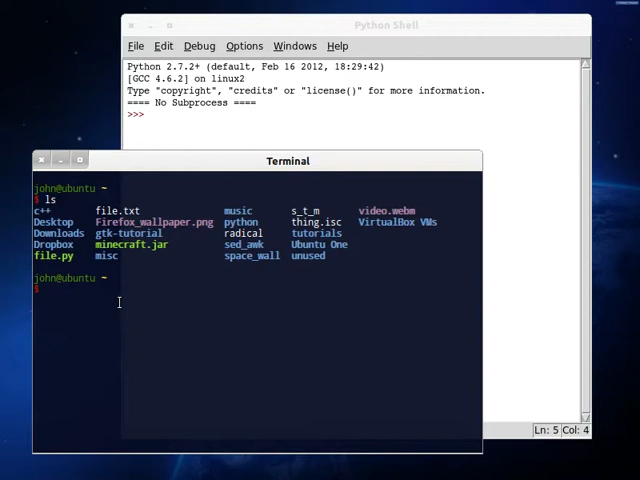 Python Shell
File Edit Debug Options Windows Help
Python 2.7.2+ (default, Feb 16 2012, 18:29:42)
[GCC 4.6.2] on linux2
Type "copyright", "credits" or "license()" for more information.
==== No Subprocess ====
>>>
Terminal
john@ubuntu ~
$ ls
c++ file.txt music s_t_m video.webm
Desktop Firefox_wallpaper.png python thing.isc VirtualBox VMs
Downloads gtk-tutorial radical tutorials
Dropbox minecraft.jar sed_awk Ubuntu One
file.py misc space_wall unused
john@ubuntu ~
$
Ln: 5 Col: 4